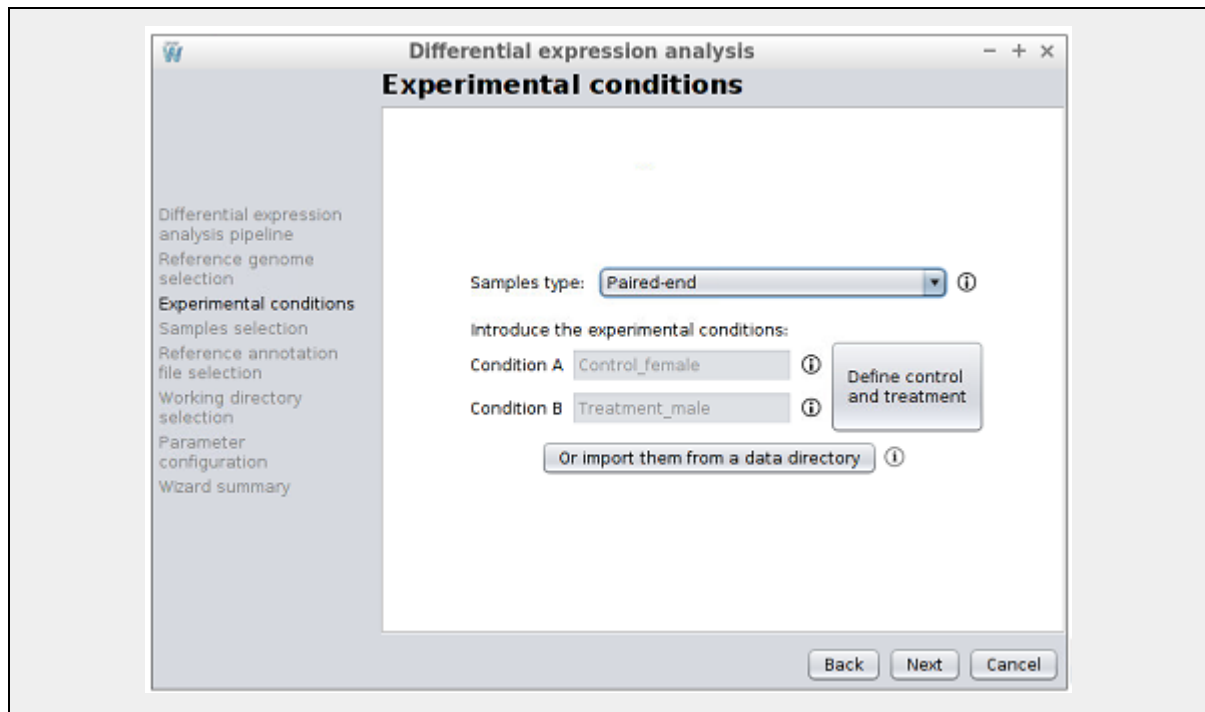 Differential expression analysis
Experimental conditions
Differential expression
analysis pipeline
Reference genome
selection
Experimental conditions
Samples selection
Reference annotation
file selection
Working directory
selection
Parameter
configuration
Wizard summary
Samples type: Paired-end
Introduce the experimental conditions:
Condition A Control_female
Condition B Treatment_male
Define control
and treatment
Or import them from a data directory
Back Next Cancel